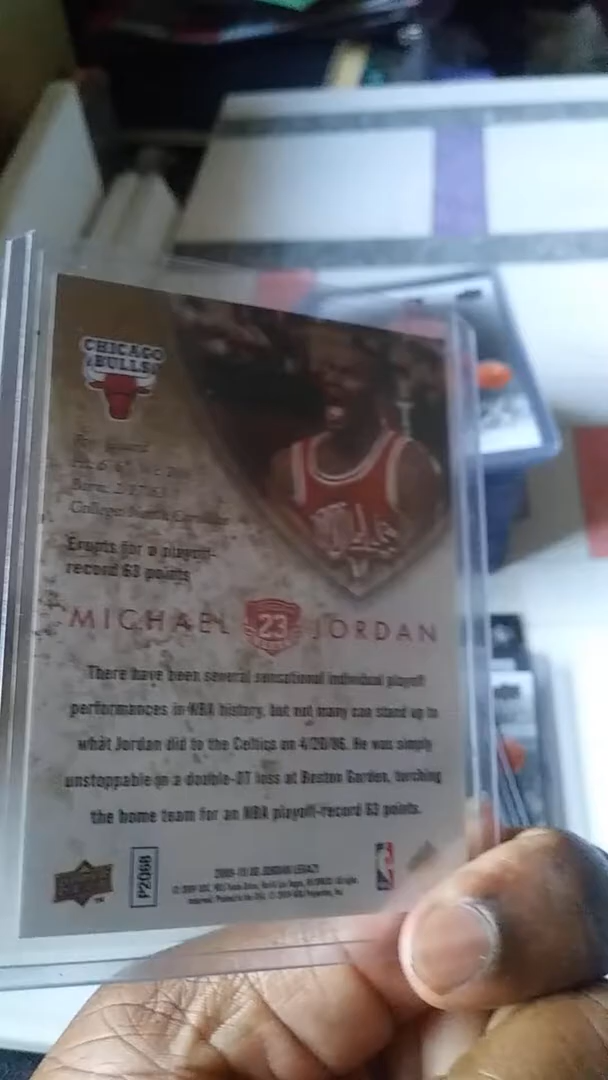 CHICAGO
BULLS
Erupts for a playoff-
record 63 points
MICHAEL 23 JORDAN
There have been several sensational individual playoff
performances in NBA history, but not many can stand up to
what Jordan did to the Celtics on 4/20/86. He was simply
unstoppable in a double-OT loss at Boston Garden, torching
the home team for an NBA playoff-record 63 points.
2009-10 UD JORDAN LEGACY